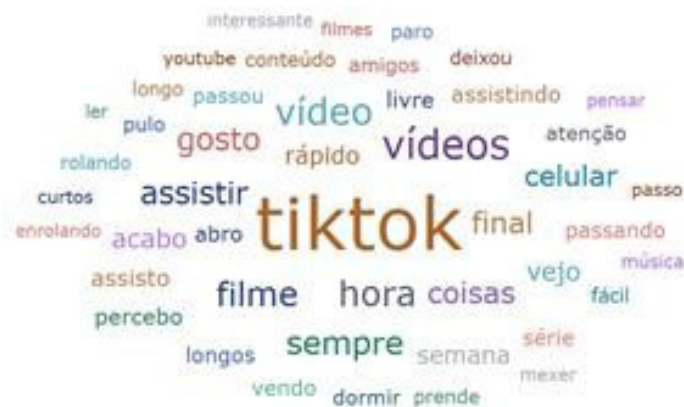 interessante filmes paro
youtube conteúdo amigos deixou
longo passou vídeo livre assistindo pensar
ler pulo gosto rápido vídeos atenção
rolando celular
curtos assistir passo
enrolando acabo abro tiktok final passando
música
assisto filme hora coisas vejo fácil
percebo
longos sempre semana série
vendo dormir prende mexer